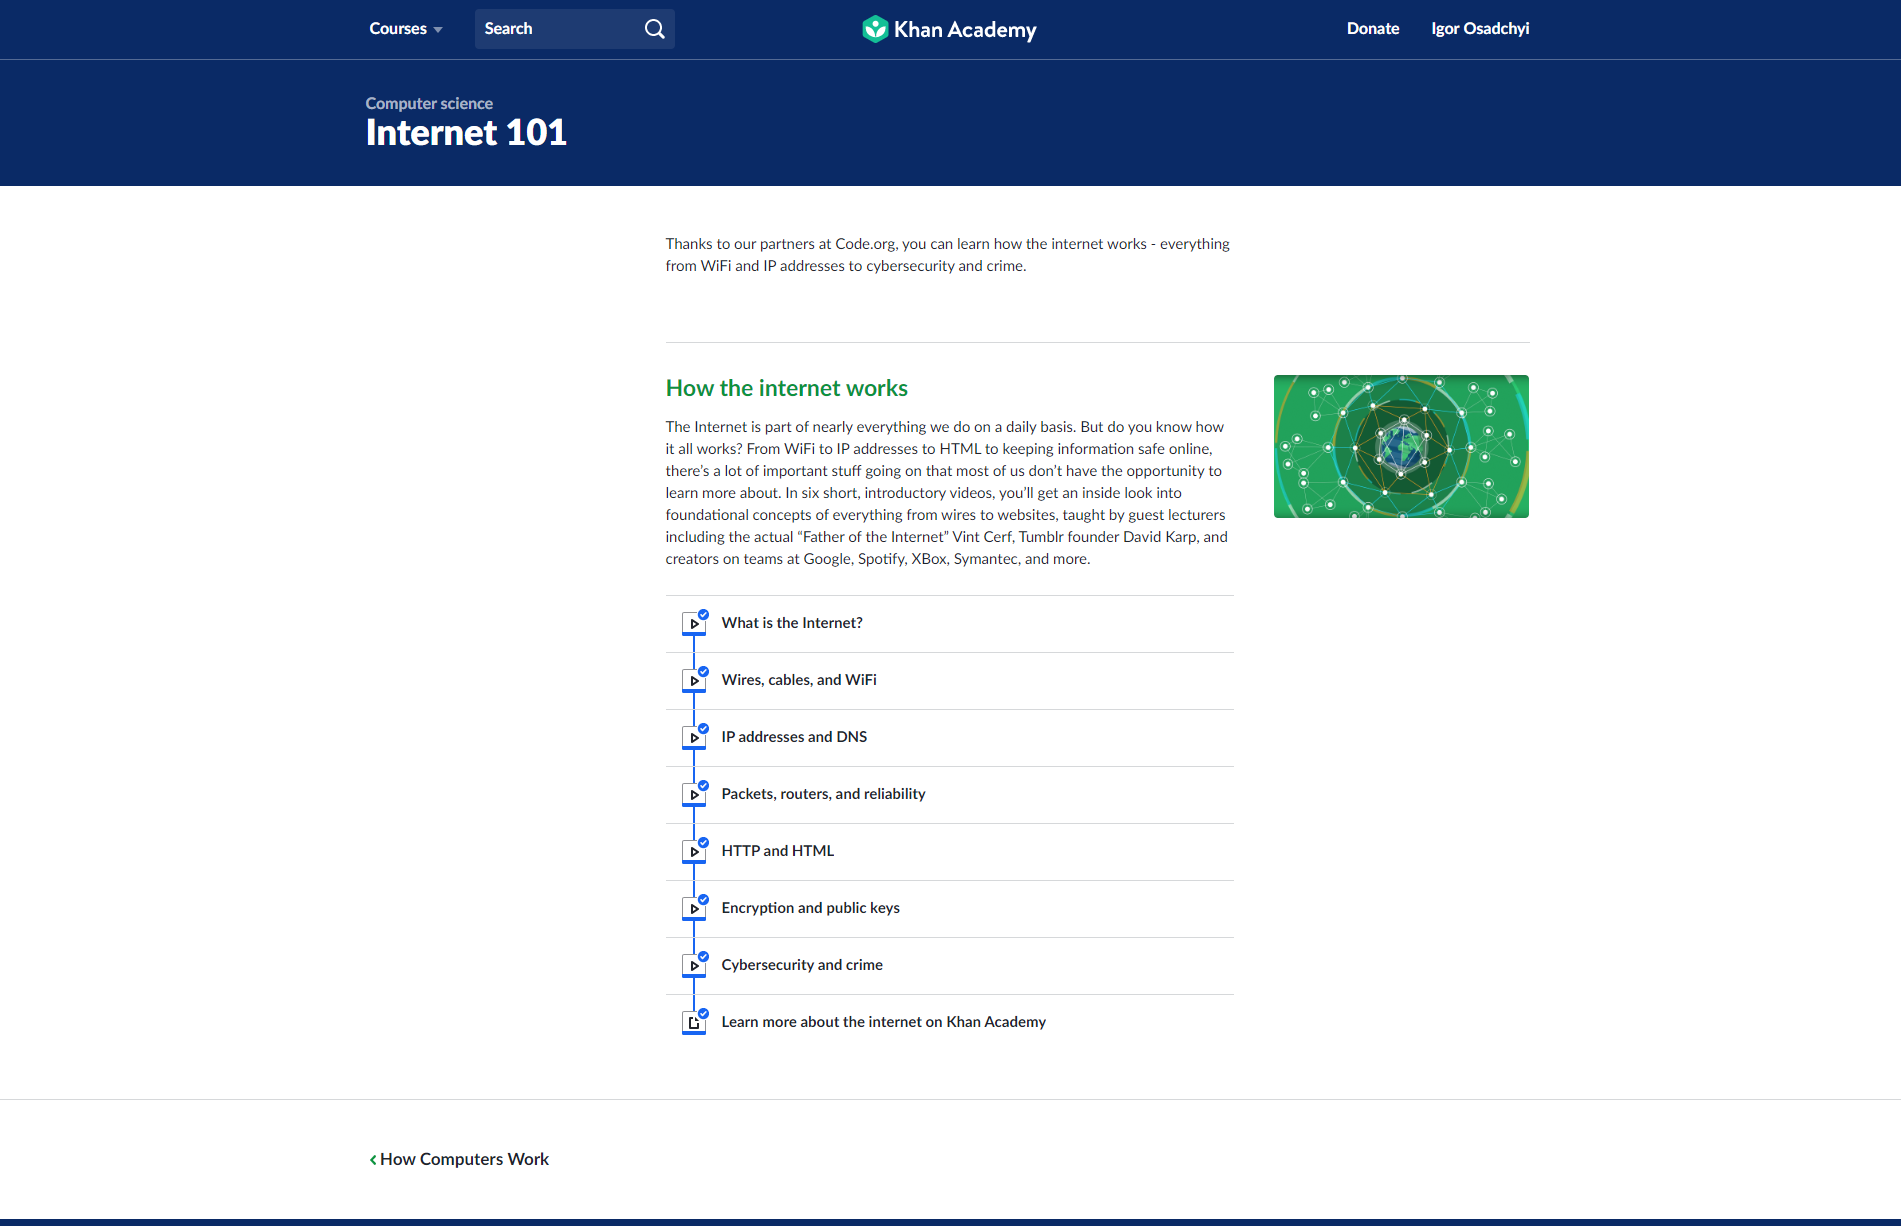 Courses
Search
Khan Academy
Donate
Igor Osadchyi
Computer science
Internet 101
Thanks to our partners at Code.org, you can learn how the internet works - everything
from WiFi and IP addresses to cybersecurity and crime.
How the internet works
The Internet is part of nearly everything we do on a daily basis. But do you know how
it all works? From WiFi to IP addresses to HTML to keeping information safe online,
there’s a lot of important stuff going on that most of us don’t have the opportunity to
learn more about. In six short, introductory videos, you’ll get an inside look into
foundational concepts of everything from wires to websites, taught by guest lecturers
including the actual “Father of the Internet” Vint Cerf, Tumblr founder David Karp, and
creators on teams at Google, Spotify, XBox, Symantec, and more.
What is the Internet?
Wires, cables, and WiFi
IP addresses and DNS
Packets, routers, and reliability
HTTP and HTML
Encryption and public keys
Cybersecurity and crime
Learn more about the internet on Khan Academy
How Computers Work